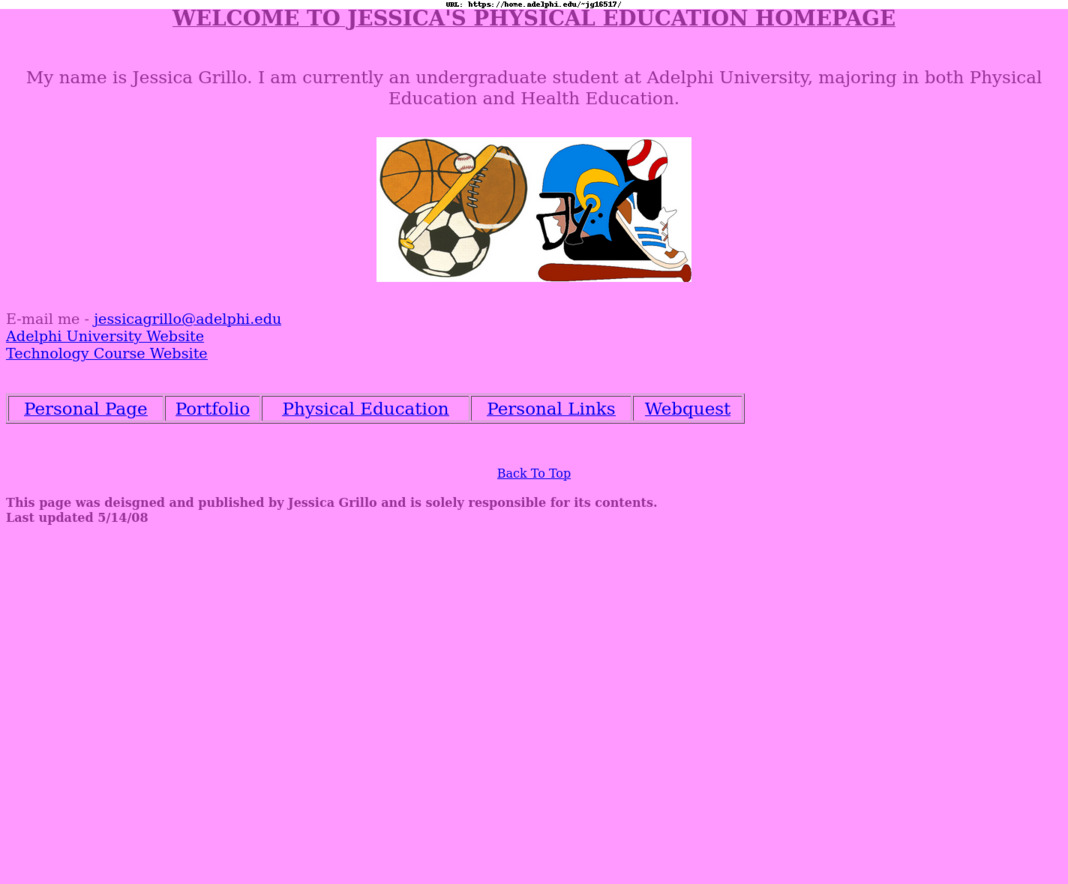 URL: https://home.adelphi.edu/~jg16517/
WELCOME TO JESSICA'S PHYSICAL EDUCATION HOMEPAGE
My name is Jessica Grillo. I am currently an undergraduate student at Adelphi University, majoring in both Physical
Education and Health Education.
E-mail me - jessicagrillo@adelphi.edu
Adelphi University Website
Technology Course Website
Personal Page Portfolio Physical Education Personal Links Webquest
Back To Top
This page was deisgned and published by Jessica Grillo and is solely responsible for its contents.
Last updated 5/14/08